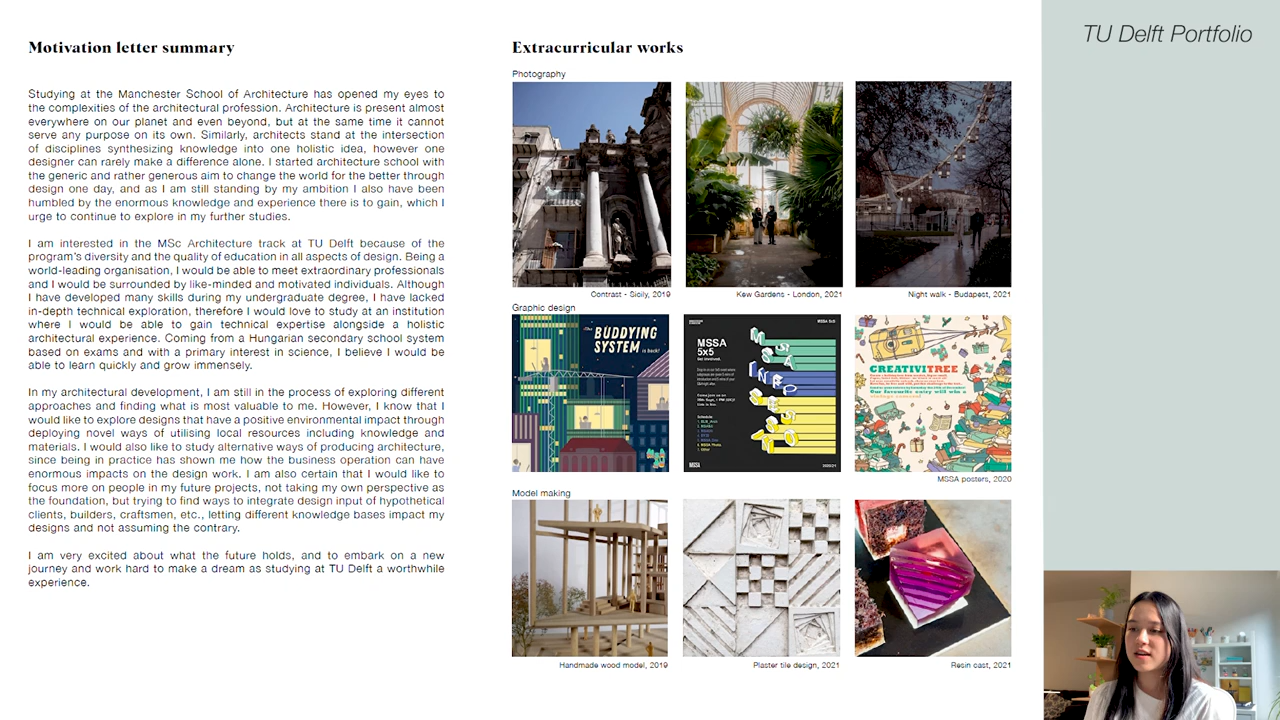 TU Delft Portfolio
Motivation letter summary
Studying at the Manchester School of Architecture has opened my eyes to
the complexities of the architectural profession. Architecture is present almost
everywhere on our planet and even beyond, but at the same time it cannot
serve any purpose on its own. Similarly, architects stand at the intersection
of disciplines synthesizing knowledge into one holistic idea, however one
designer can rarely make a difference alone. I started architecture school with
the generic and rather generous aim to change the world for the better through
design one day, and as I am still standing by my ambition I also have been
humbled by the enormous knowledge and experience there is to gain, which I
urge to continue to explore in my further studies.
I am interested in the MSc Architecture track at TU Delft because of the
program's diversity and the quality of education in all aspects of design. Being a
world-leading organisation, I would be able to meet extraordinary professionals
and I would be surrounded by like-minded and motivated individuals. Although
I have developed key skills during my undergraduate degree, I have lacked
in-depth technical exploration, therefore I would love to study at an institution
where I would be able to gain technical expertise alongside a holistic
architectural experience. Coming from a Hungarian secondary school system
based on exams and with a primary interest in science, I believe I would be
able to learn quickly and grow immensely.
In my architectural development, I am still in the process of exploring different
approaches and finding what is most valuable to me. However, I know that I
would like to explore designs that have a positive environmental impact through
deploying novel ways of utilising local resources including knowledge and
materials. I would also like to study alternative ways of producing architecture,
since being in practice has shown me how the business operation can have
enormous impact on the design work. I am also certain that I would like to
focus more on people in my future projects, not taking my own perspective as
the foundation, but trying to find ways to integrate design input of hypothetical
clients, builders, craftsmen, etc., letting different knowledge bases impact my
designs and not assuming the contrary.
I am very excited about what the future holds, and to embark on a new
journey and work hard to make a dream as studying at TU Delft a worthwhile
experience.
Extracurricular works
Photography
Contrast - Sicily, 2019
Kew Gardens - London, 2021
Night walk - Budapest, 2021
Graphic design
The
BUDDYING
SYSTEM is back!
MSSA 5x5
MSSA
5x5
Get involved.
Schedule
MSSA
2020/21
CREATIVITREE
Our favourite entry will win a
MSSA posters, 2020
Model making
Handmade wood model, 2019
Plaster tile design, 2021
Resin cast, 2021